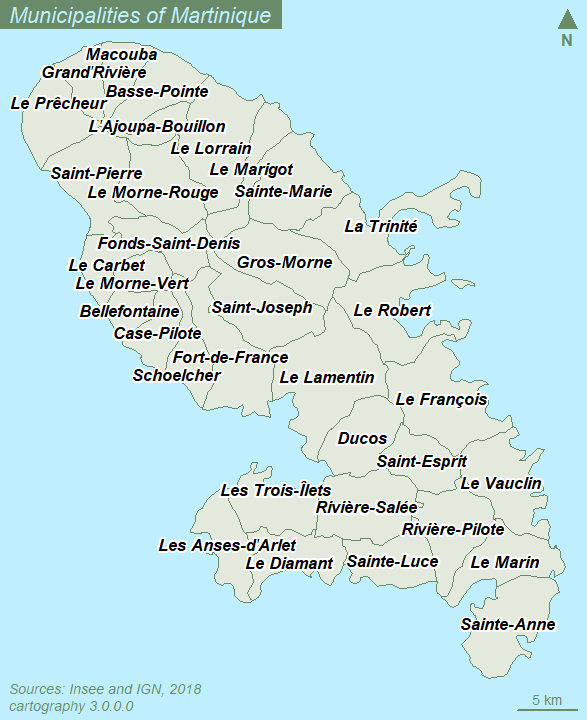 Municipalities of Martinique
N
Macouba
Grand'Rivière
Basse-Pointe
Le Prêcheur
L'Ajoupa-Bouillon
Le Lorrain
Le Marigot
Saint-Pierre
Le Morne-Rouge
Sainte-Marie
La Trinité
Fonds-Saint-Denis
Le Carbet
Gros-Morne
Le Morne-Vert
Bellefontaine
Saint-Joseph
Le Robert
Case-Pilote
Fort-de-France
Schoelcher
Le Lamentin
Le François
Ducos
Saint-Esprit
Le Vauclin
Les Trois-Îlets
Rivière-Salée
Rivière-Pilote
Les Anses-d'Arlet
Le Diamant
Sainte-Luce
Le Marin
Sainte-Anne
Sources: Insee and IGN, 2018
cartography 3.0.0.0
5 km